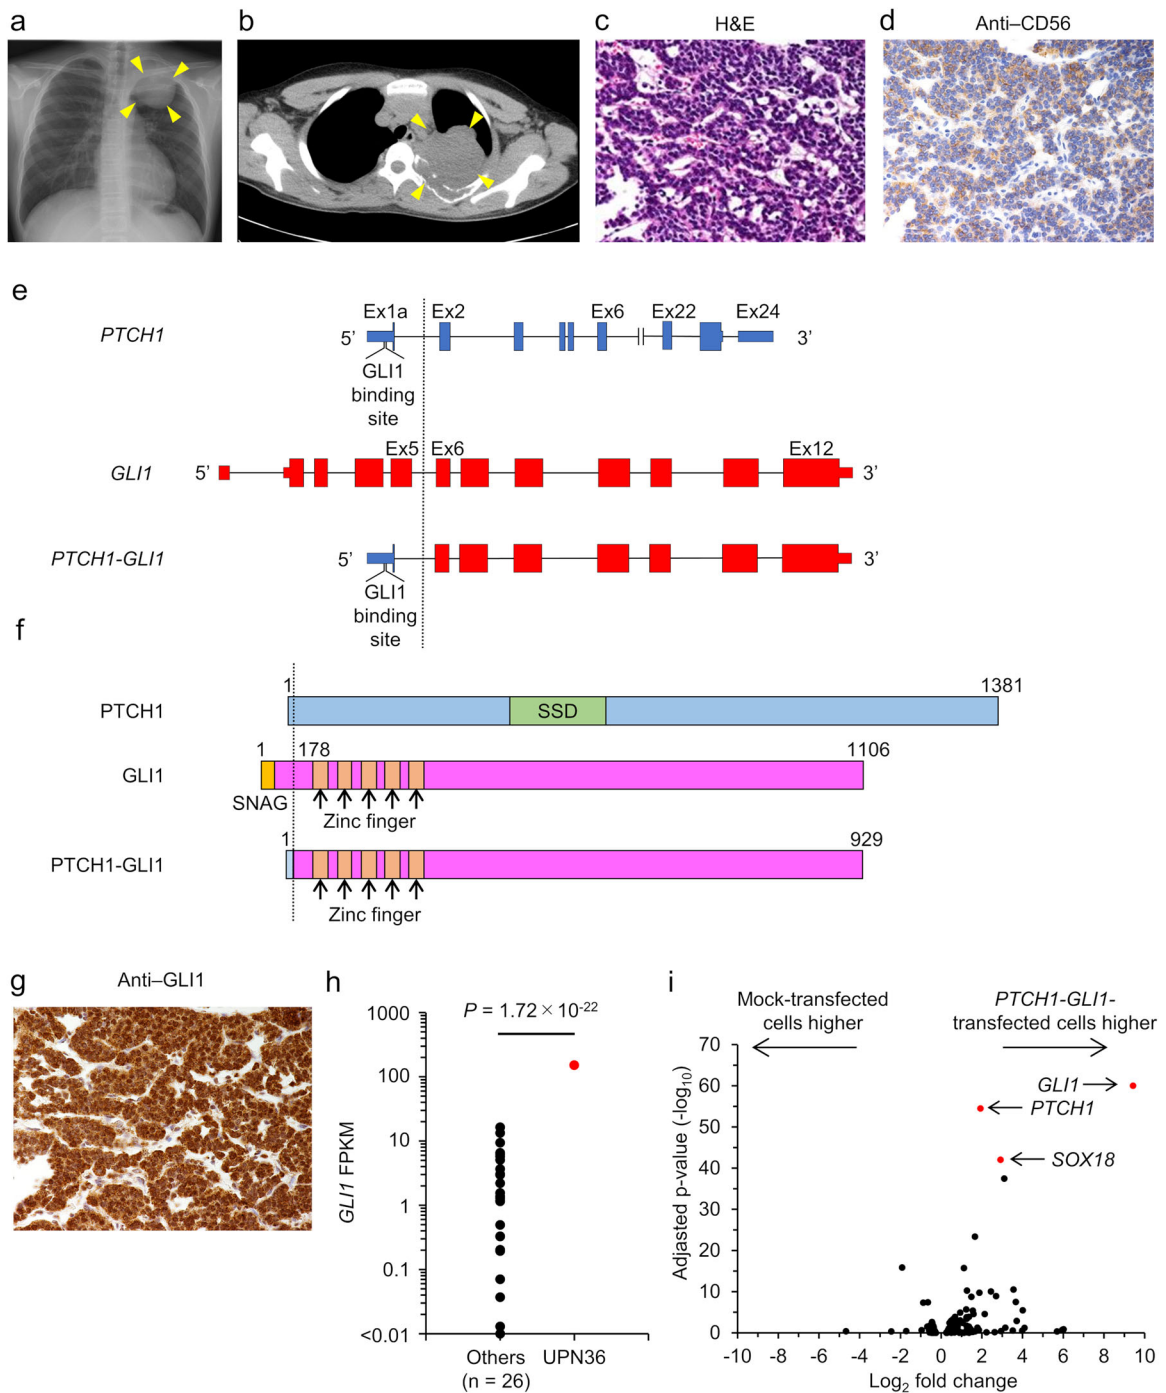 a
b
c
H&E
d
Anti–CD56
e
Ex1a
Ex2
Ex6
Ex22
Ex24
PTCH1
5’
3’
GLI1
binding
site
Ex5
Ex6
Ex12
GLI1
5’
3’
PTCH1-GLI1
5’
3’
GLI1
binding
site
f
1
1381
PTCH1
SSD
1
178
1106
GLI1
SNAG
Zinc finger
1
929
PTCH1-GLI1
Zinc finger
g
Anti–GLI1
h
P = 1.72 × 10-22
1000
100
10
1
0.1
<0.01
GLI1 FPKM
Others
(n = 26)
UPN36
i
Mock-transfected
cells higher
PTCH1-GLI1-
transfected cells higher
70
60
50
40
30
20
10
0
Adjasted p-value (-log10)
GLI1
PTCH1
SOX18
-10 -8 -6 -4 -2 0 2 4 6 8 10
Log2 fold change